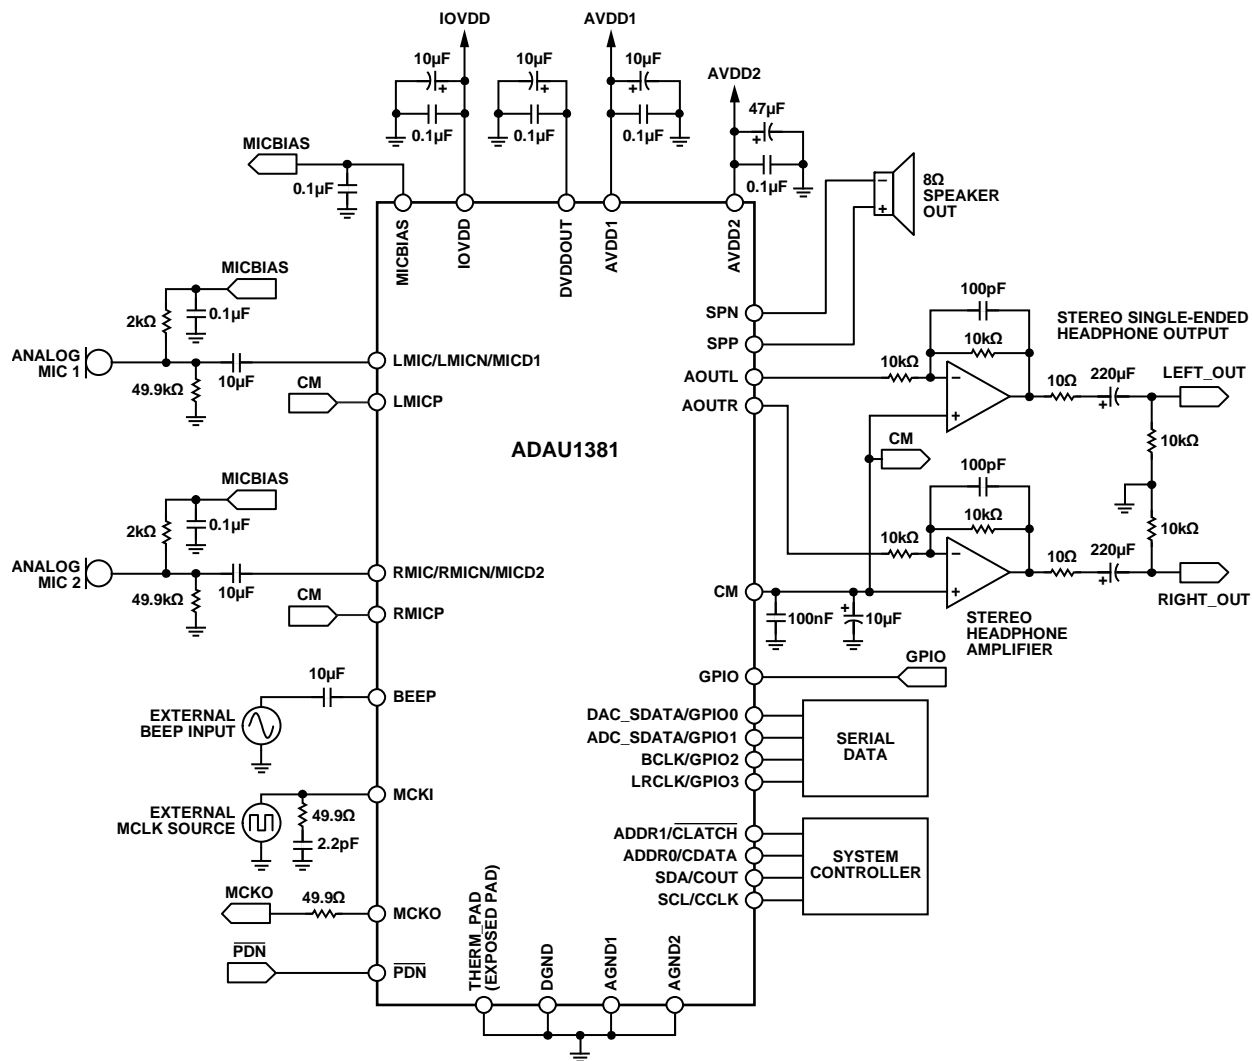 IOVDD
AVDD1
10µF
10µF
10µF
AVDD2
+
+
+
47µF
0.1µF
0.1µF
0.1µF
+
MICBIAS
0.1µF
0.1µF
8Ω
SPEAKER
OUT
−
+
MICBIAS
IOVDD
DVDDOUT
AVDD1
AVDD2
MICBIAS
0.1µF
2kΩ
ANALOG
MIC 1
49.9kΩ
10µF
LMIC/LMICN/MICD1
CM
LMICP
SPN
SPP
AOUTL
AOUTR
100pF
10kΩ
10kΩ
−
+
STEREO SINGLE-ENDED
HEADPHONE OUTPUT
10Ω
220µF
+
LEFT_OUT
10kΩ
CM
ADAU1381
MICBIAS
0.1µF
2kΩ
ANALOG
MIC 2
49.9kΩ
10µF
RMIC/RMICN/MICD2
CM
RMICP
100pF
10kΩ
10kΩ
−
+
10kΩ
10Ω
220µF
+
RIGHT_OUT
CM
100nF
+
10µF
STEREO
HEADPHONE
AMPLIFIER
GPIO
GPIO
10µF
BEEP
EXTERNAL
BEEP INPUT
DAC_SDATA/GPIO0
ADC_SDATA/GPIO1
BCLK/GPIO2
LRCLK/GPIO3
SERIAL
DATA
MCKI
EXTERNAL
MCLK SOURCE
49.9Ω
2.2pF
ADDR1/CLATCH
ADDR0/CDATA
SDA/COUT
SCL/CCLK
SYSTEM
CONTROLLER
MCKO
49.9Ω
MCKO
PDN
PDN
THERM_PAD
(EXPOSED PAD)
DGND
AGND1
AGND2